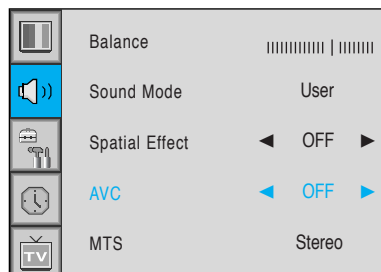 Balance
Sound Mode User
Spatial Effect ◄ OFF ►
AVC ◄ OFF ►
MTS Stereo
TV